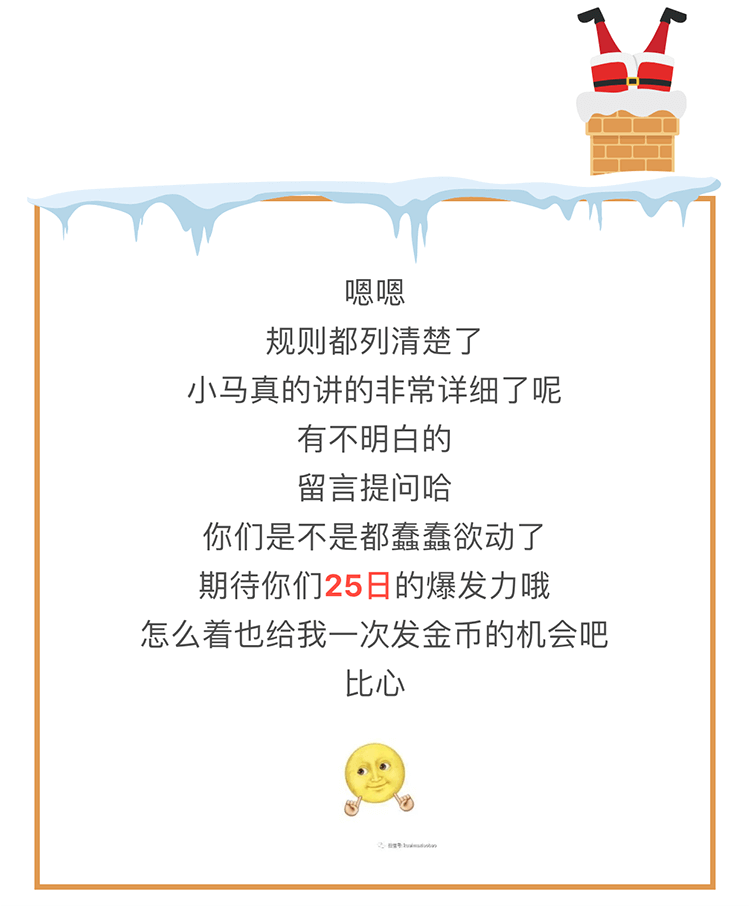 嗯嗯
规则都列清楚了
小马真的讲的非常详细了呢
有不明白的
留言提问哈
你们是不是都蠢蠢欲动了
期待你们25日的爆发力哦
怎么着也给我一次发金币的机会吧
比心